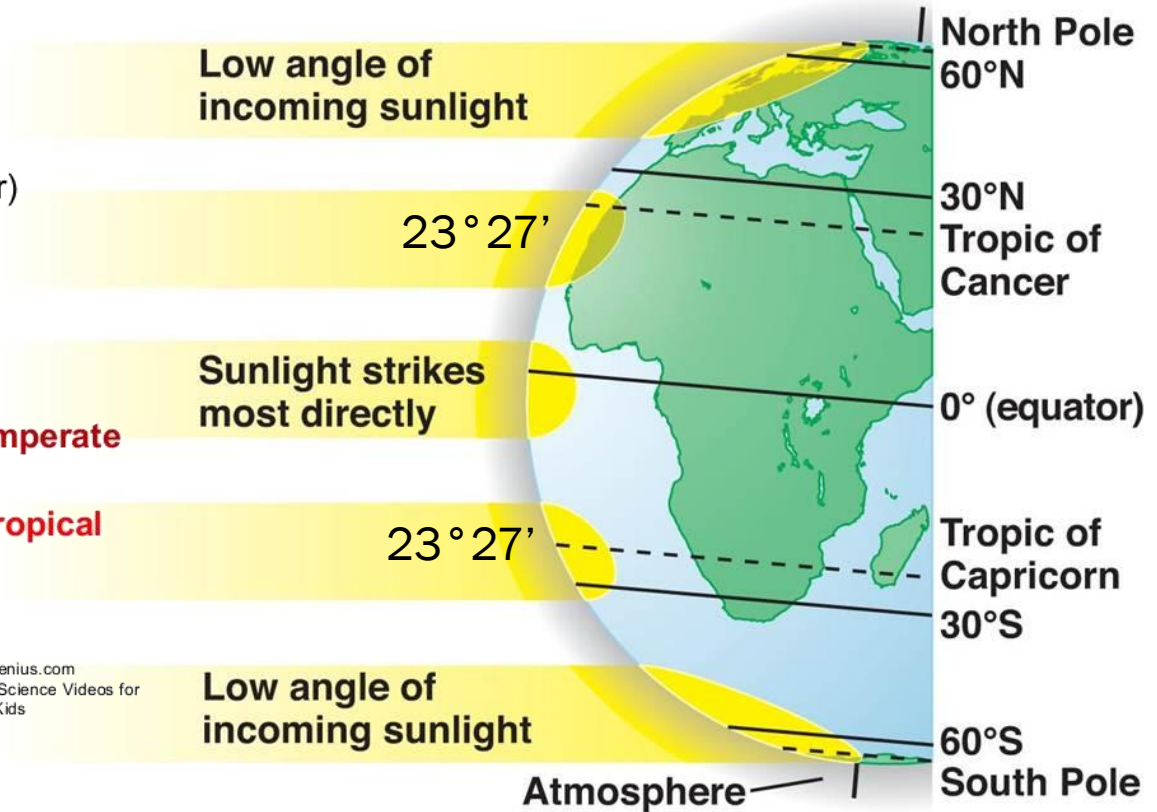 North Pole
Low angle of
incoming sunlight
60°N
r)
30°N
23°27’
Tropic of
Cancer
Sunlight strikes
most directly
0° (equator)
mperate
ropical
23°27’
Tropic of
Capricorn
30°S
enius.com
Science Videos for
Kids
Low angle of
incoming sunlight
60°S
South Pole
Atmosphere